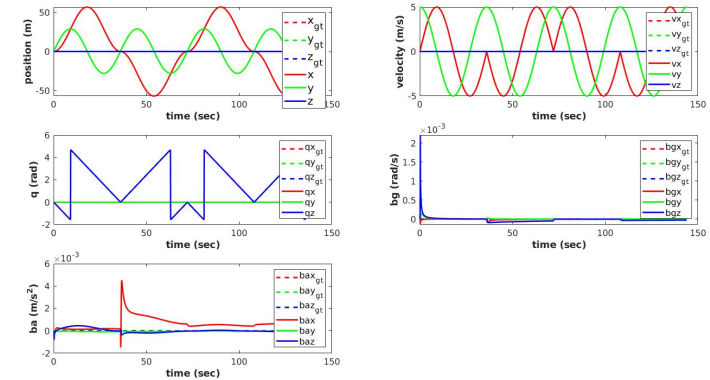 50
0
-50
0
50
100
150
position (m)
time (sec)
x_gt
y_gt
z_gt
x
y
z
5
0
-5
0
50
100
150
velocity (m/s)
time (sec)
vx_gt
vy_gt
vz_gt
vx
vy
vz
6
4
2
0
-2
0
50
100
150
q (rad)
time (sec)
qx_gt
qy_gt
qz_gt
qx
qy
qz
×10^-3
2
1.5
1
0.5
0
0
50
100
150
bg (rad/s)
time (sec)
bgx_gt
bgy_gt
bgz_gt
bgx
bgy
bgz
×10^-3
6
4
2
0
-2
0
50
100
150
ba (m/s²)
time (sec)
bax_gt
bay_gt
baz_gt
bax
bay
baz